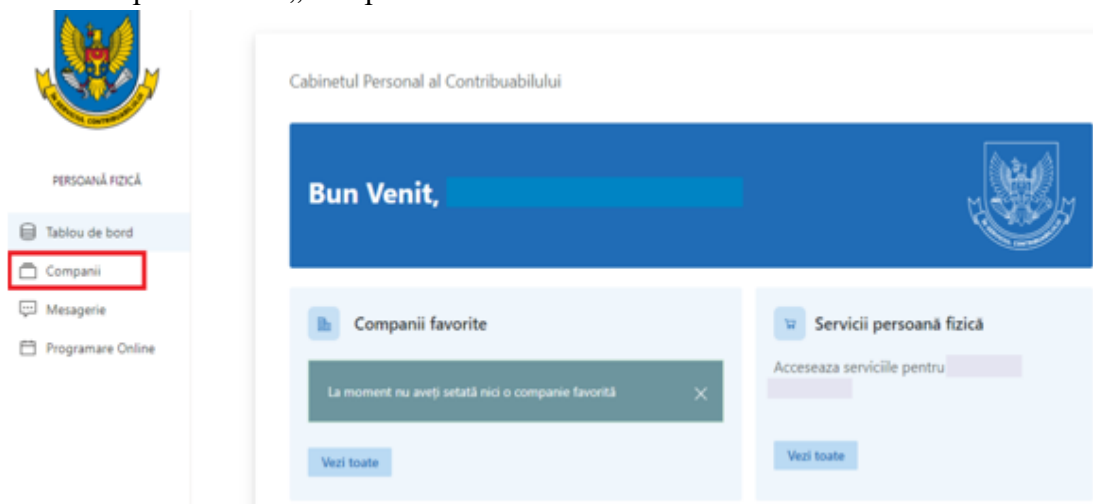 Cabinetul Personal al Contribuabilului
PERSOANĂ FIZICĂ
Bun Venit,
Tablou de bord
Companii
Mesagerie
Programare Online
Companii favorite
La moment nu aveți setată nici o companie favorită
Vezi toate
Servicii persoană fizică
Acceseaza serviciile pentru
Vezi toate